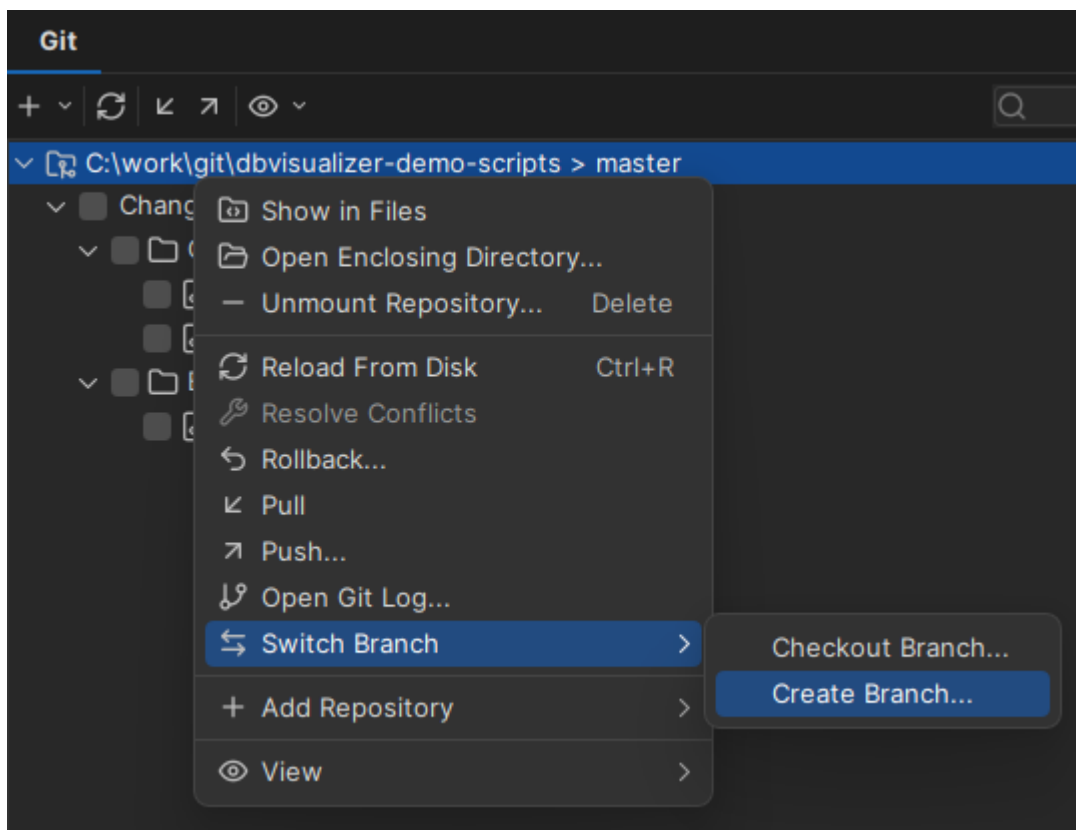 Git
C:\work\git\dbvisualizer-demo-scripts > master
Show in Files
Open Enclosing Directory...
Unmount Repository... Delete
Reload From Disk Ctrl+R
Resolve Conflicts
Rollback...
Pull
Push...
Open Git Log...
Switch Branch
Checkout Branch...
Create Branch...
Add Repository
View